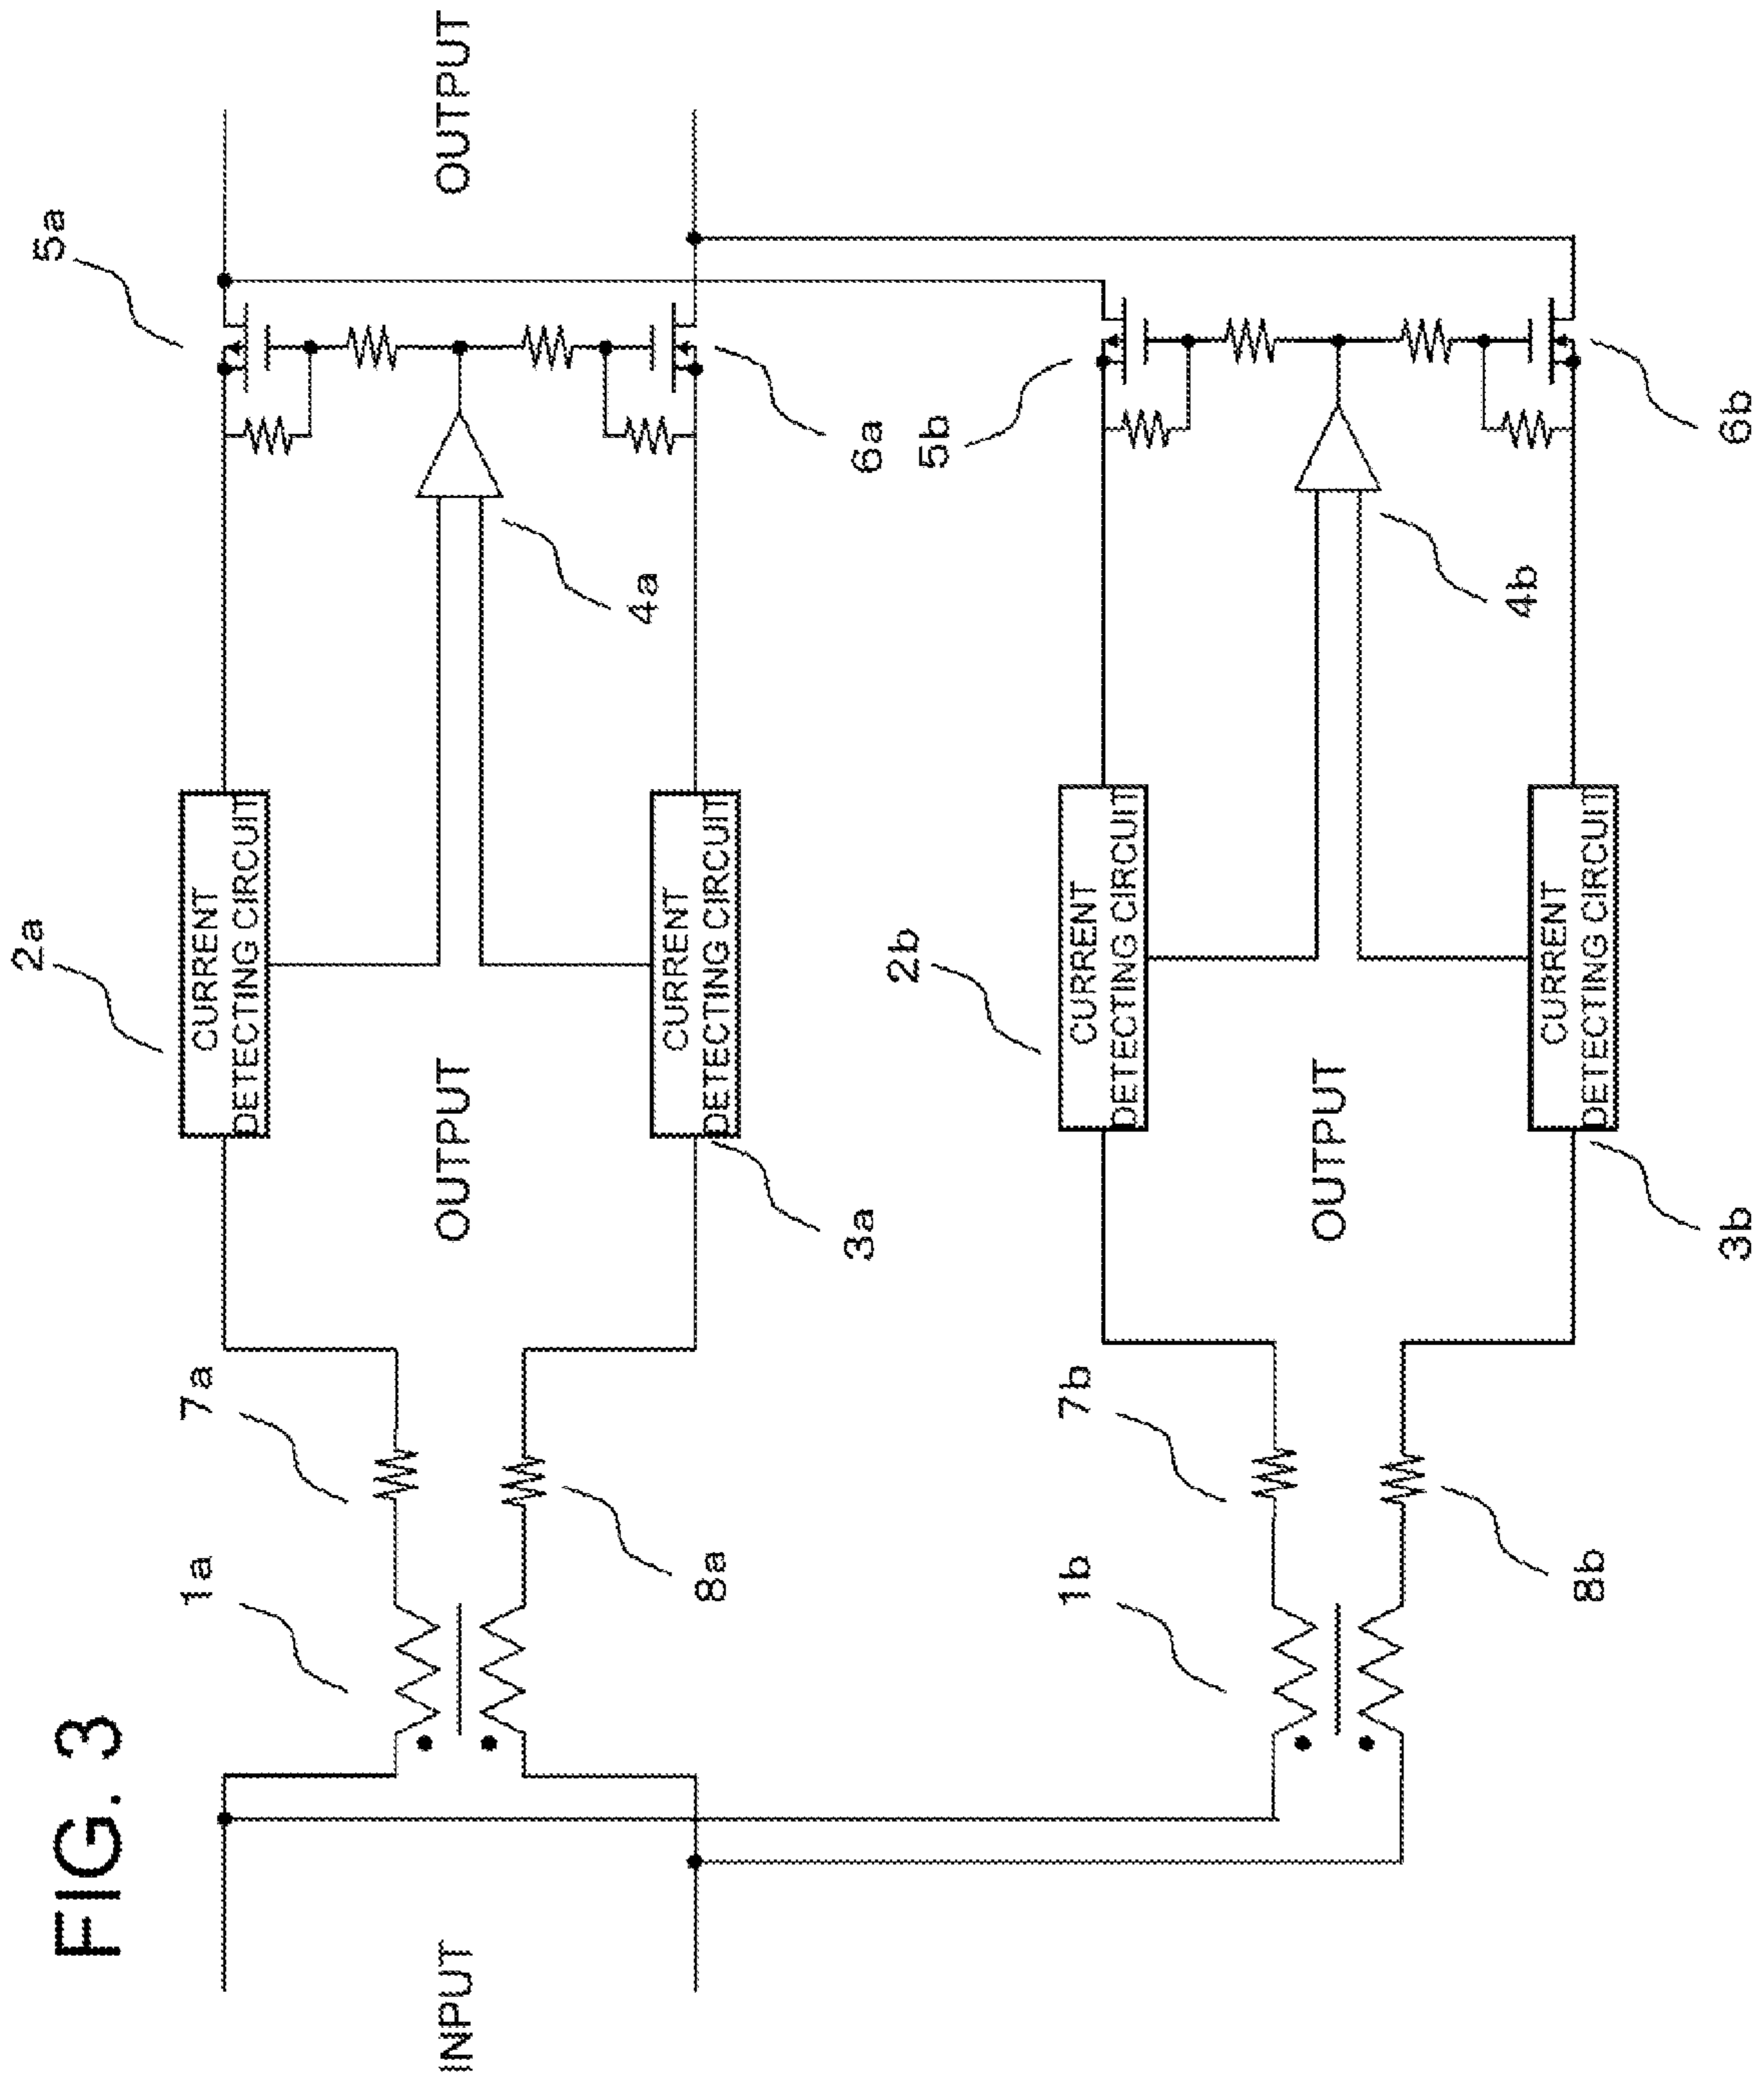 FIG. 3
INPUT
1a
7a
8a
OUTPUT
2a
CURRENT
DETECTING CIRCUIT
CURRENT
DETECTING CIRCUIT
3a
4a
5a
6a
OUTPUT
1b
7b
8b
OUTPUT
2b
CURRENT
DETECTING CIRCUIT
CURRENT
DETECTING CIRCUIT
3b
4b
5b
6b